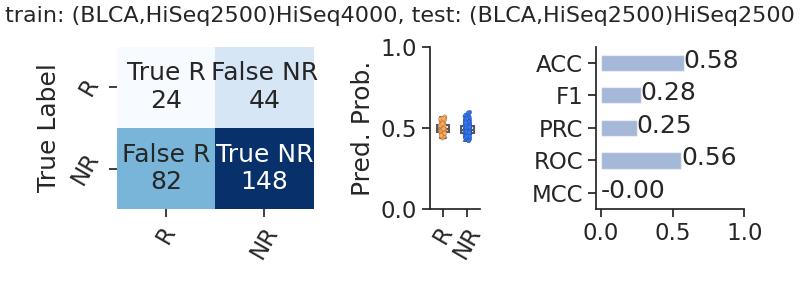 train: (BLCA,HiSeq2500)HiSeq4000, test: (BLCA,HiSeq2500)HiSeq2500
True Label
R
NR
True R
24
False NR
44
False R
82
True NR
148
R
NR
Pred. Prob.
1.0
0.5
0.0
R
NR
ACC
0.58
F1
0.28
PRC
0.25
ROC
0.56
MCC
-0.00
0.0
0.5
1.0